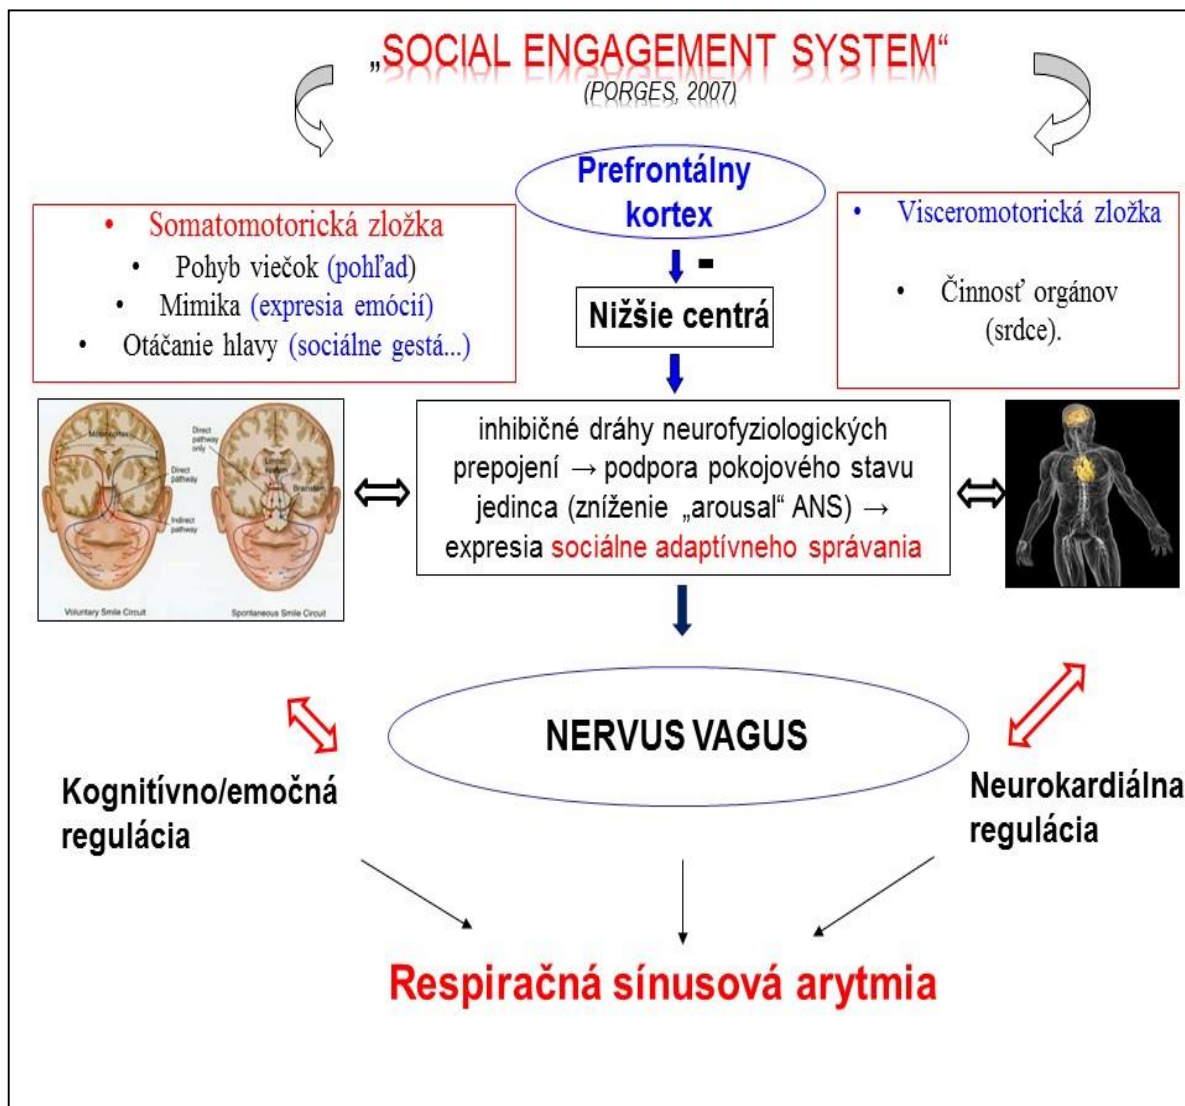 „SOCIAL ENGAGEMENT SYSTEM“
(PORGES, 2007)
Prefrontálny
kortex
• Somatomotorická zložka
• Pohyb viečok (pohľad)
• Mimika (expresia emócií)
• Otáčanie hlavy (sociálne gestá...)
• Visceromotorická zložka
• Činnosť orgánov
(srdce).
-
Nižšie centrá
inhibičné dráhy neurofyziologických
prepojení → podpora pokojového stavu
jedinca (zníženie „arousal“ ANS) →
expresia sociálne adaptívneho správania
Direct
pathway
only
Direct
pathway
Indirect
pathway
Brainstem
Voluntary Smile Circuit
Spontaneous Smile Circuit
NERVUS VAGUS
Kognitívno/emočná
regulácia
Neurokardiálna
regulácia
Respiračná sínusová arytmia